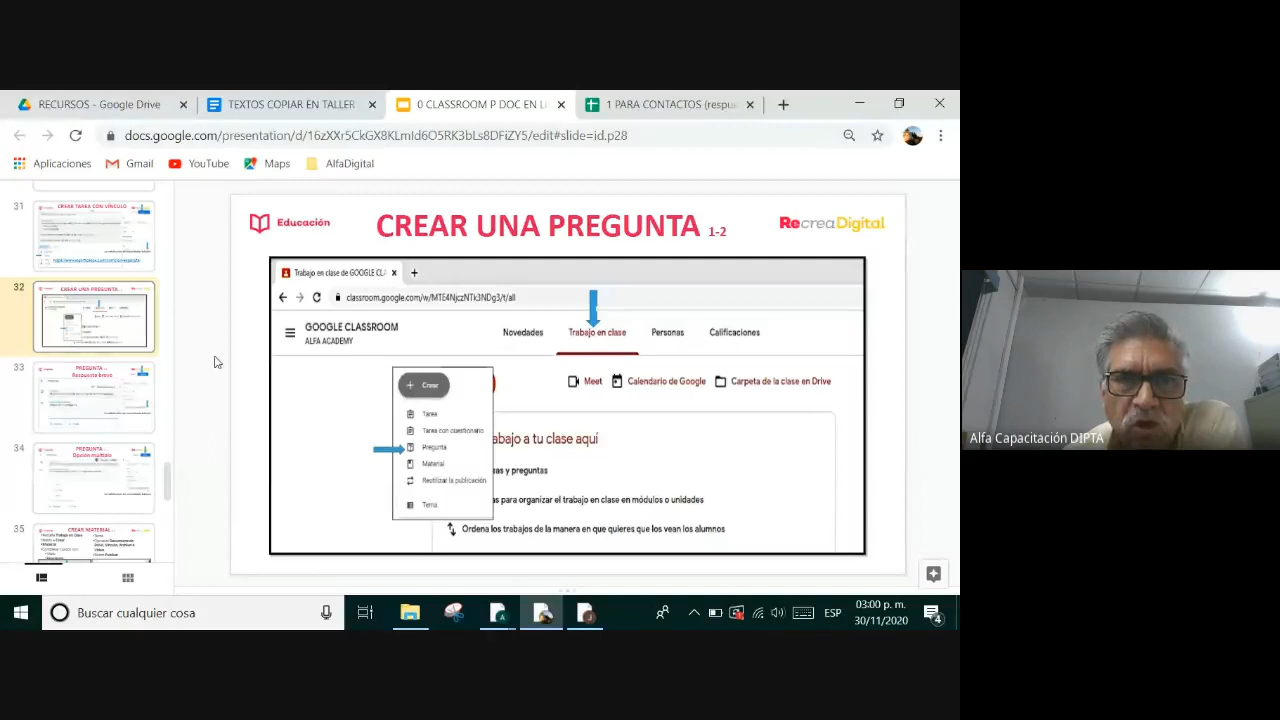 RECURSOS - Google Drive
TEXTOS COPIAR EN TALLER
0 CLASSROOM P DOC EN LI
1 PARA CONTACTOS (respu
docs.google.com/presentation/d/16zXXr5CkGX8KLmId6O5RK3bLs8DFiZY5/edit#slide=id.p28
Aplicaciones
Gmail
YouTube
Maps
AlfaDigital
31
CREAR TAREA CON VÍNCULO
32
CREAR UNA PREGUNTA
33
PREGUNTA ..
Respuesta breve
34
PREGUNTA ..
Opción múltiple
35
CREAR MATERIAL ..
Educación
CREAR UNA PREGUNTA 1-2
RecreaDigital
Trabajo en clase de GOOGLE CL
classroom.google.com/w/MTE4NjczNTk3NDg3/t/all
GOOGLE CLASSROOM
ALFA ACADEMY
Novedades
Trabajo en clase
Personas
Calificaciones
Crear
Meet
Calendario de Google
Carpeta de la clase en Drive
Tarea
Tarea con cuestionario
Pregunta
Material
Reutilizar la publicación
Tema
abajo a tu clase aquí
as y preguntas
as para organizar el trabajo en clase en módulos o unidades
Ordena los trabajos de la manera en que quieres que los vean los alumnos
Buscar cualquier cosa
ESP
03:00 p. m.
30/11/2020
4
Alfa Capacitación DIPTA